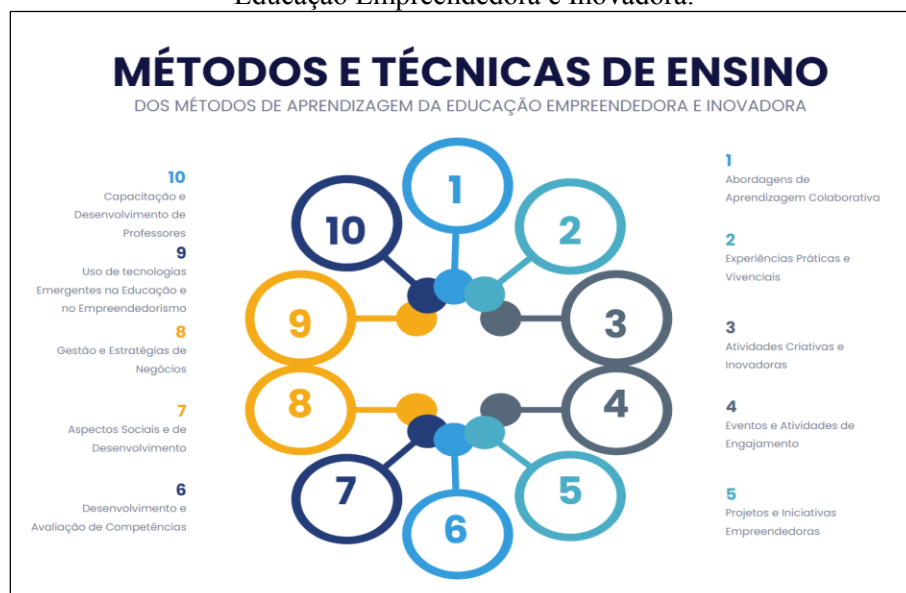 Educação Empreendedora e Inovadora.
MÉTODOS E TÉCNICAS DE ENSINO
DOS MÉTODOS DE APRENDIZAGEM DA EDUCAÇÃO EMPREENDEDORA E INOVADORA
10
Capacitação e
Desenvolvimento de
Professores
9
Uso de tecnologias
Emergentes na Educação e
no Empreendedorismo
8
Gestão e Estratégias de
Negócios
7
Aspectos Sociais e de
Desenvolvimento
6
Desenvolvimento e
Avaliação de Competências
1
2
3
4
5
6
7
8
9
10
1
Abordagens de
Aprendizagem Colaborativa
2
Experiências Práticas e
Vivenciais
3
Atividades Criativas e
Inovadoras
4
Eventos e Atividades de
Engajamento
5
Projetos e Iniciativas
Empreendedoras